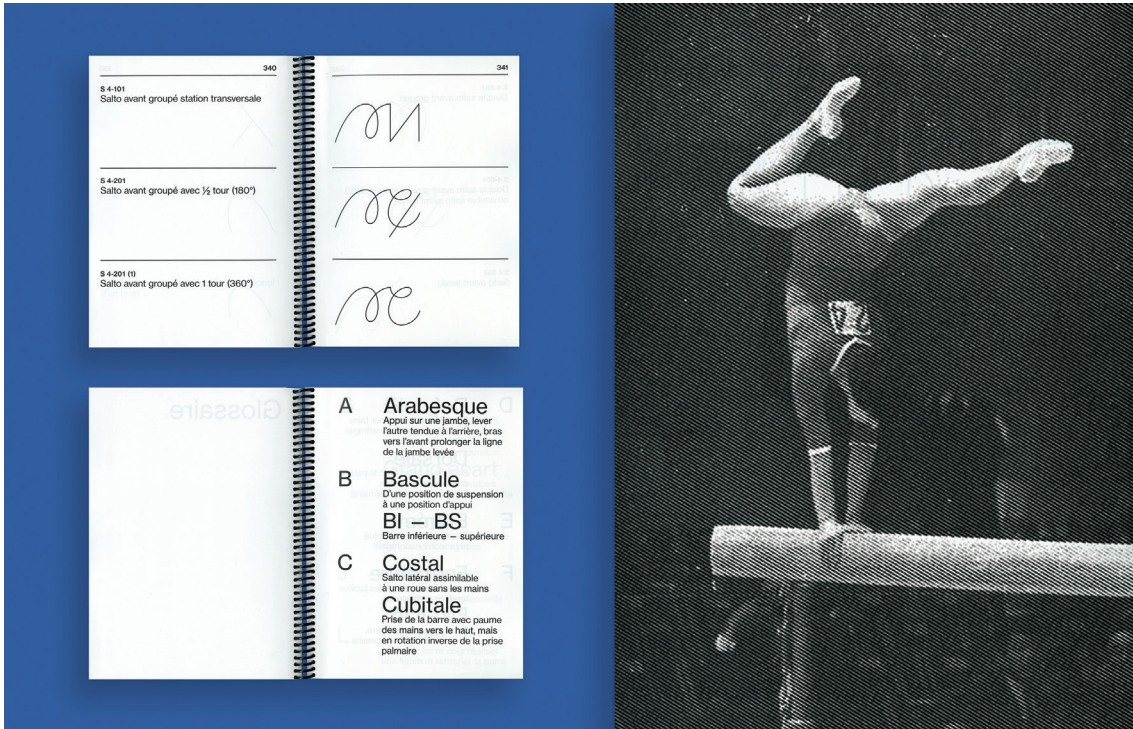 340
S 4-101
Salto avant groupé station transversale
S 4-201
Salto avant groupé avec ½ tour (180°)
S 4-201 (1)
Salto avant groupé avec 1 tour (360°)
341
Glossaire
A
Arabesque
Appui sur une jambe, lever
l'autre tendue à l'arrière, bras
vers l'avant prolonger la ligne
de la jambe levée
B
Bascule
D'une position de suspension
à une position d'appui
BI – BS
Barre inférieure – supérieure
C
Costal
Salto latéral assimilable
à une roue sans les mains
Cubitale
Prise de la barre avec paume
des mains vers le haut, mais
en rotation inverse de la prise
palmaire